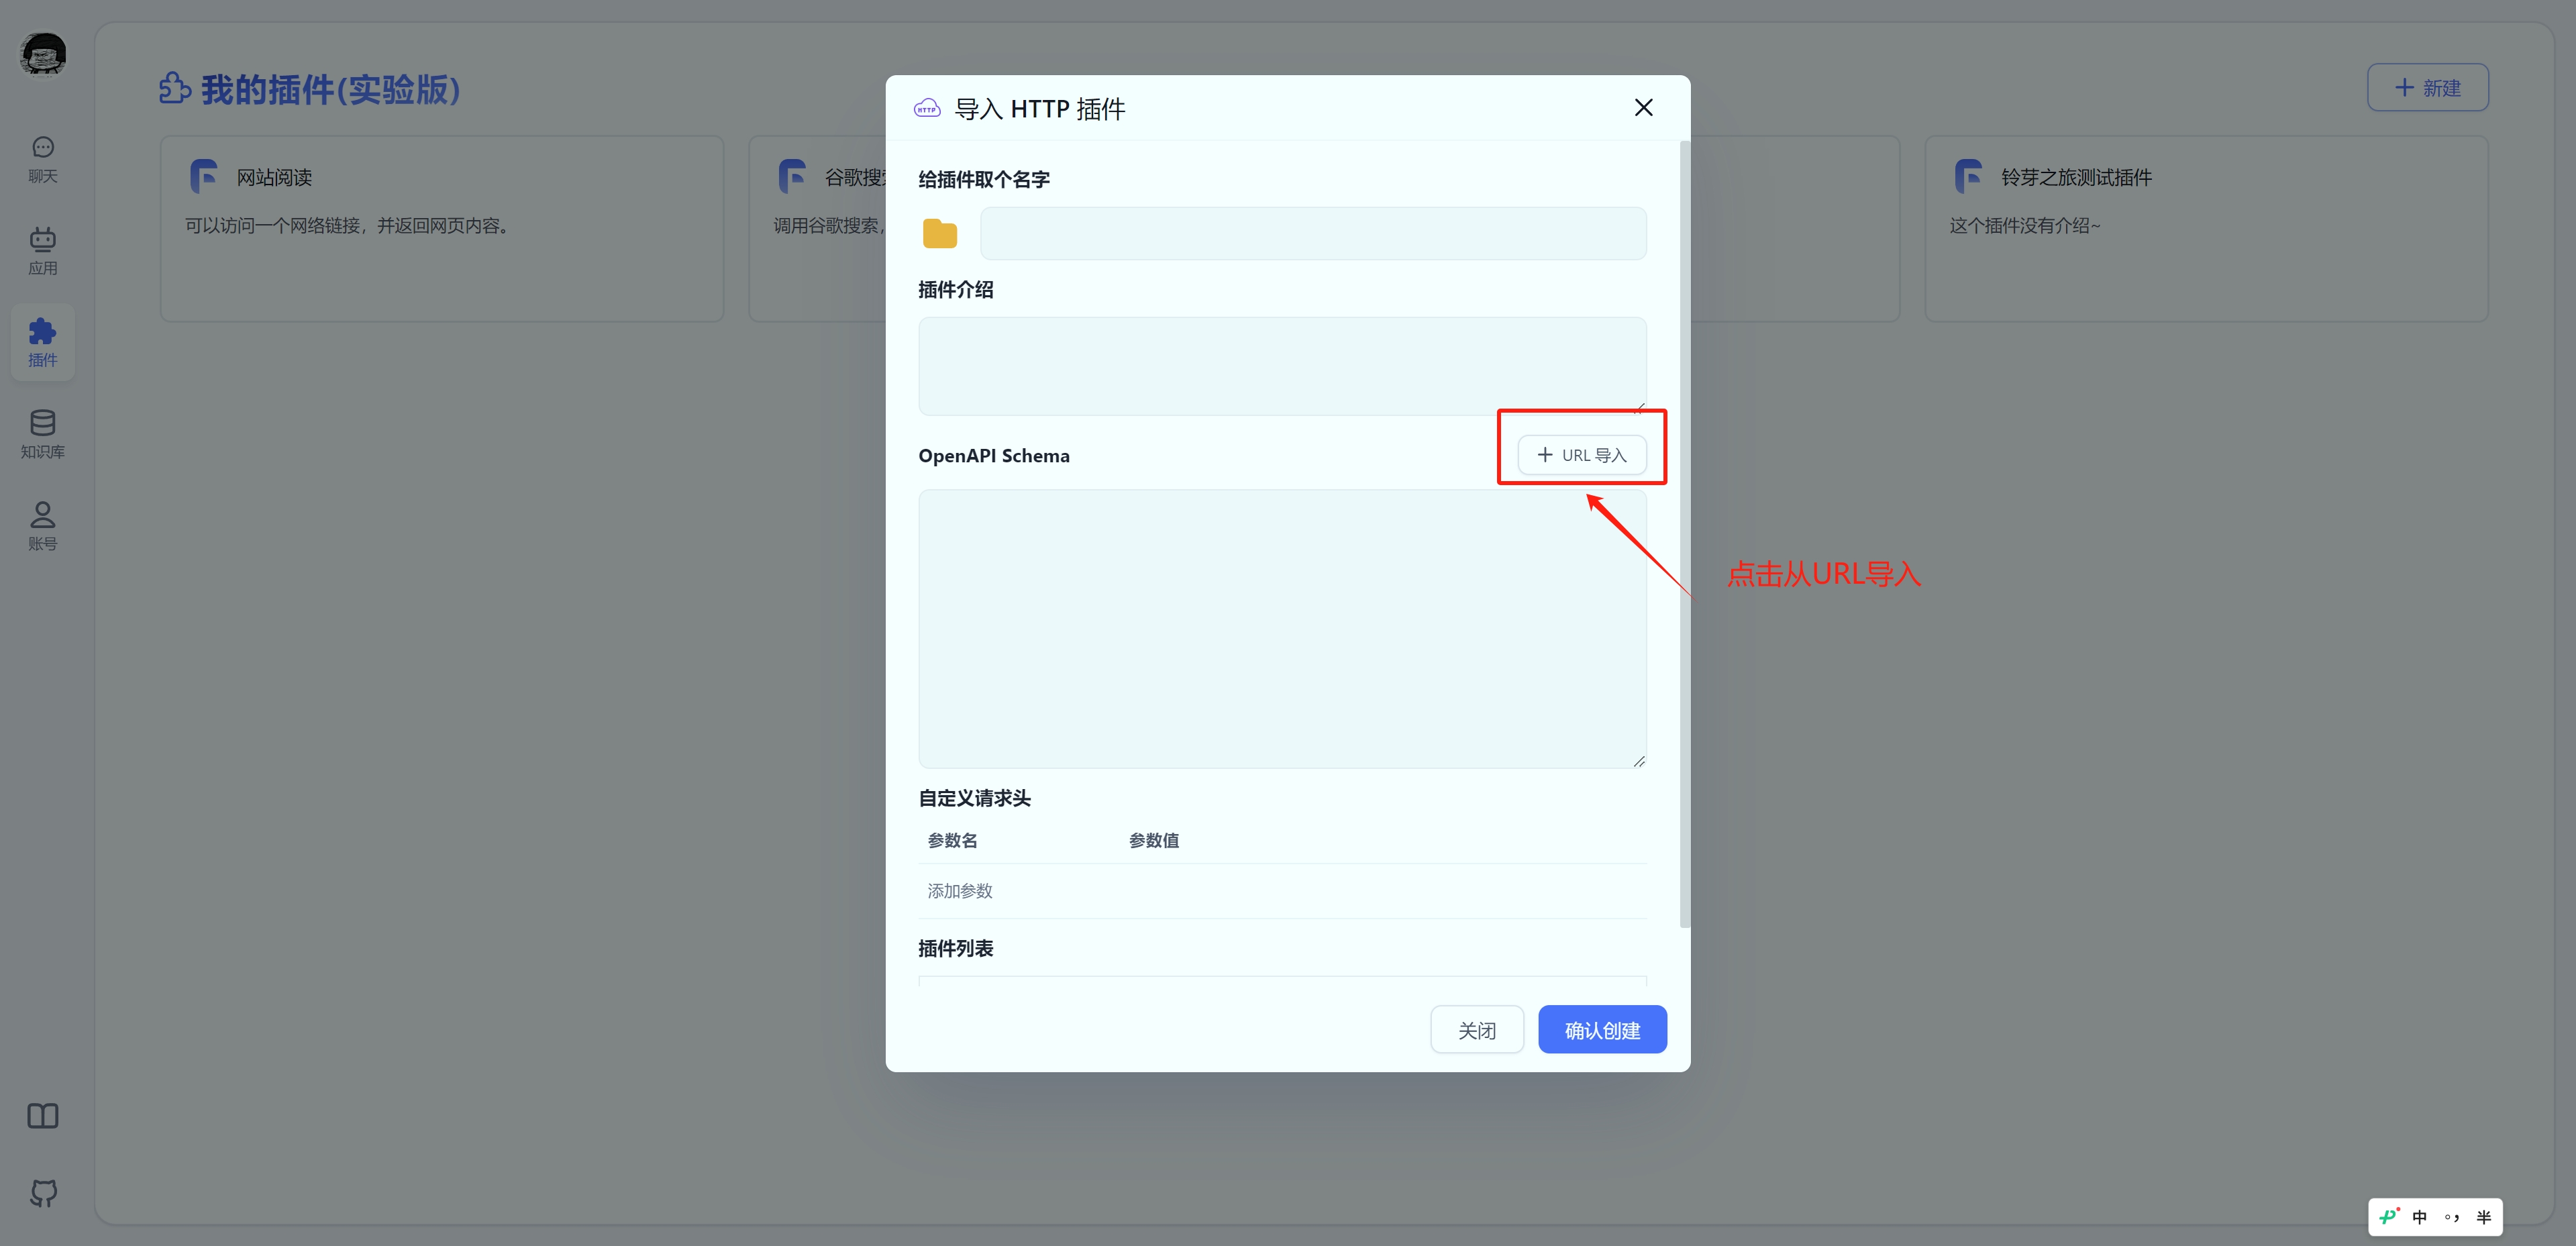 我的插件(实验版)
新建
聊天
应用
插件
知识库
账号
网站阅读
可以访问一个网络链接，并返回网页内容。
谷歌搜
调用谷歌搜索，
铃芽之旅测试插件
这个插件没有介绍~
HTTP
导入 HTTP 插件
给插件取个名字
插件介绍
OpenAPI Schema
URL 导入
点击从URL导入
自定义请求头
参数名 参数值
添加参数
插件列表
关闭
确认创建
中 °， 半